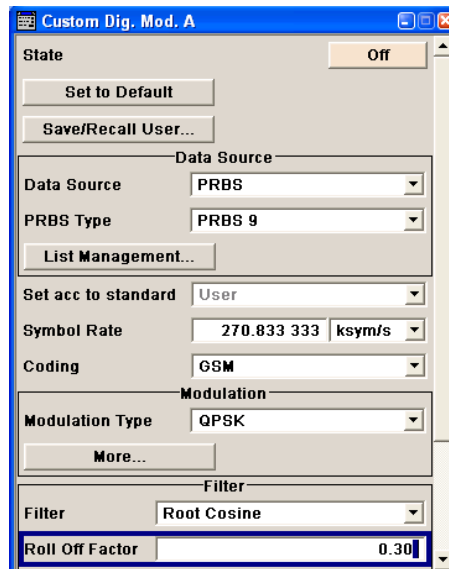 Custom Dig. Mod. A
State Off
Set to Default
Save/Recall User...
Data Source
Data Source PRBS
PRBS Type PRBS 9
List Management...
Set acc to standard User
Symbol Rate 270.833 333 ksym/s
Coding GSM
Modulation
Modulation Type QPSK
More...
Filter
Filter Root Cosine
Roll Off Factor 0.30